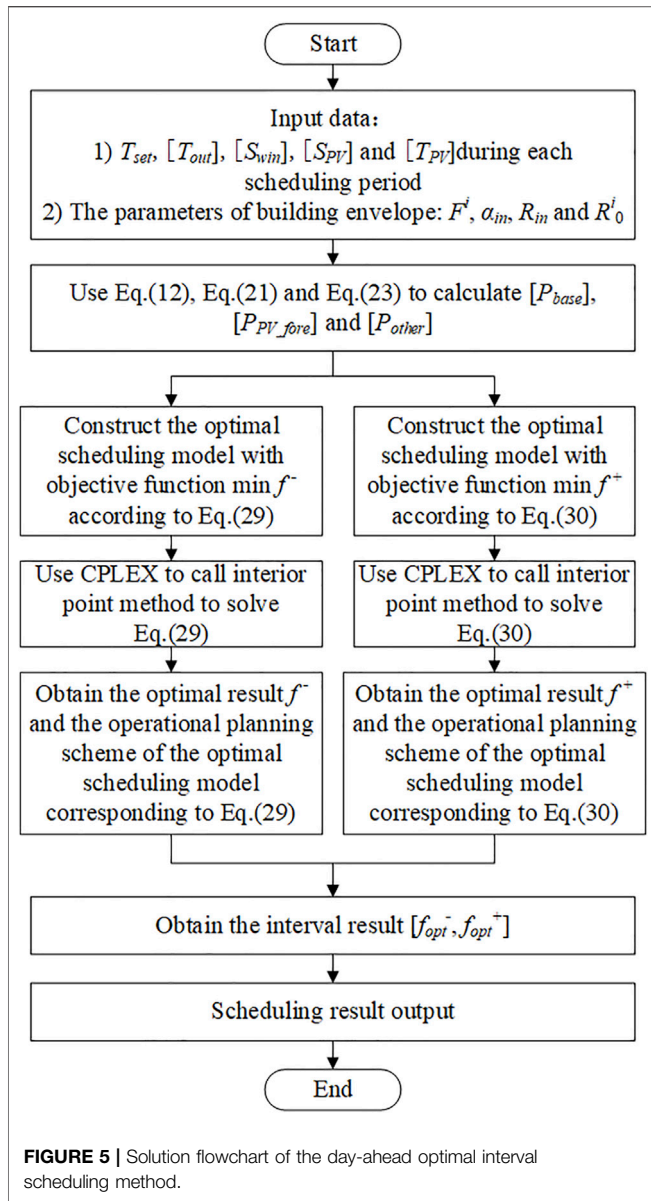 Start
Input data:
1) T_set, [T_out], [S_win], [S_PV] and [T_PV]during each
scheduling period
2) The parameters of building envelope: F^i, α_in, R_in and R^i_0
Use Eq.(12), Eq.(21) and Eq.(23) to calculate [P_base],
[P_PV_fore] and [P_other]
Construct the optimal
scheduling model with
objective function min f^-
according to Eq.(29)
Use CPLEX to call interior
point method to solve
Eq.(29)
Obtain the optimal result f^-
and the operational planning
scheme of the optimal
scheduling model
corresponding to Eq.(29)
Construct the optimal
scheduling model with
objective function min f^+
according to Eq.(30)
Use CPLEX to call interior
point method to solve
Eq.(30)
Obtain the optimal result f^+
and the operational planning
scheme of the optimal
scheduling model
corresponding to Eq.(30)
Obtain the interval result [f_opt^-, f_opt^+]
Scheduling result output
End
FIGURE 5 | Solution flowchart of the day-ahead optimal interval
scheduling method.